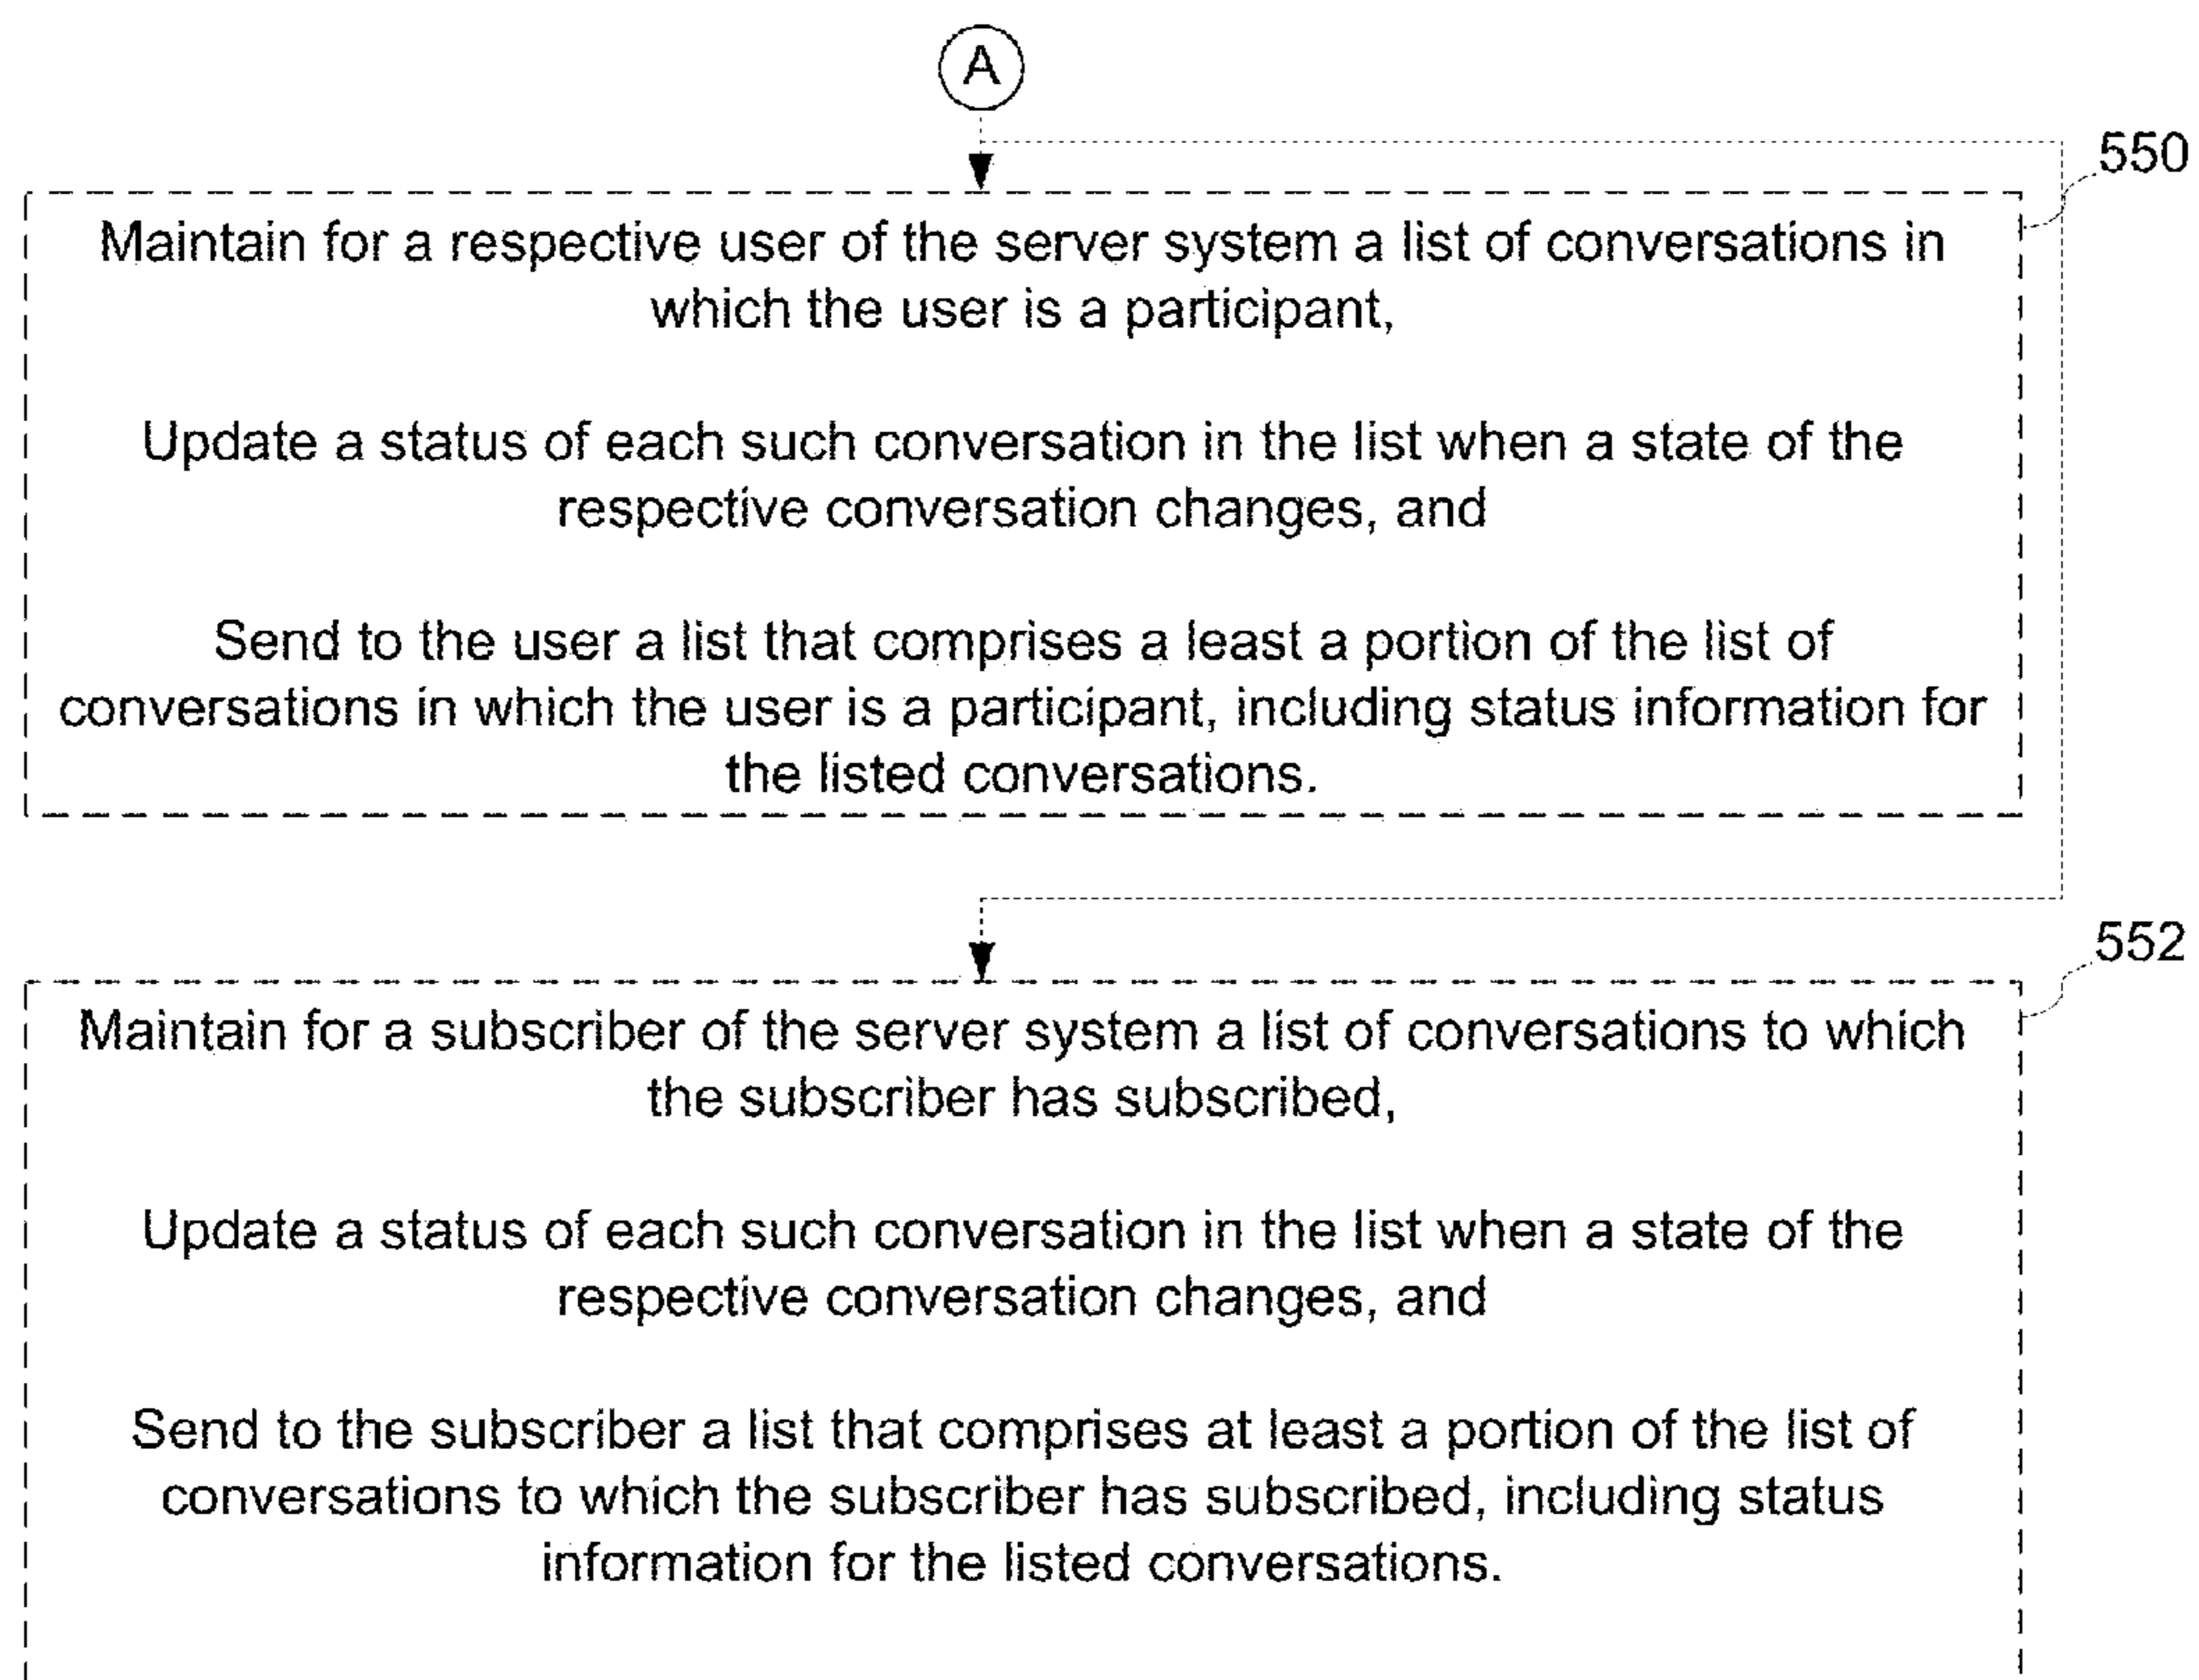 A
550
Maintain for a respective user of the server system a list of conversations in
which the user is a participant,
Update a status of each such conversation in the list when a state of the
respective conversation changes, and
Send to the user a list that comprises a least a portion of the list of
conversations in which the user is a participant, including status information for
the listed conversations.
552
Maintain for a subscriber of the server system a list of conversations to which
the subscriber has subscribed,
Update a status of each such conversation in the list when a state of the
respective conversation changes, and
Send to the subscriber a list that comprises at least a portion of the list of
conversations to which the subscriber has subscribed, including status
information for the listed conversations.